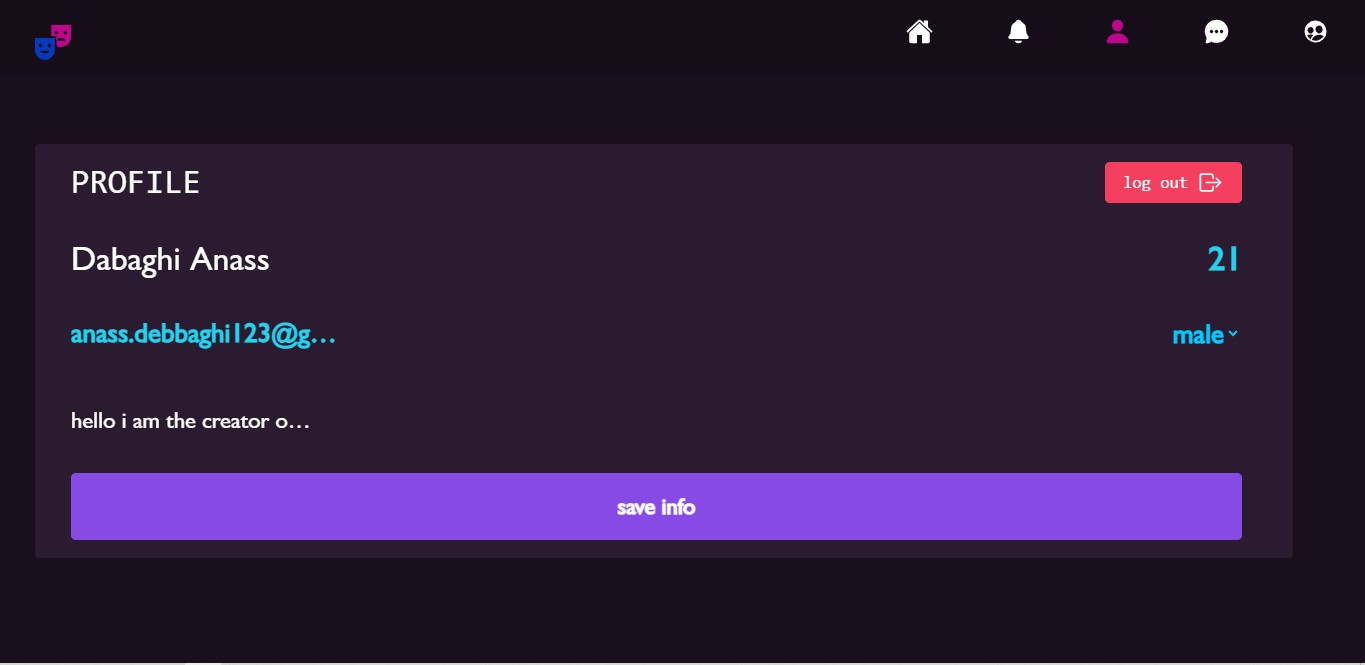 PROFILE
log out
Dabaghi Anass
21
anass.debbaghi123@g...
male
hello i am the creator o...
save info